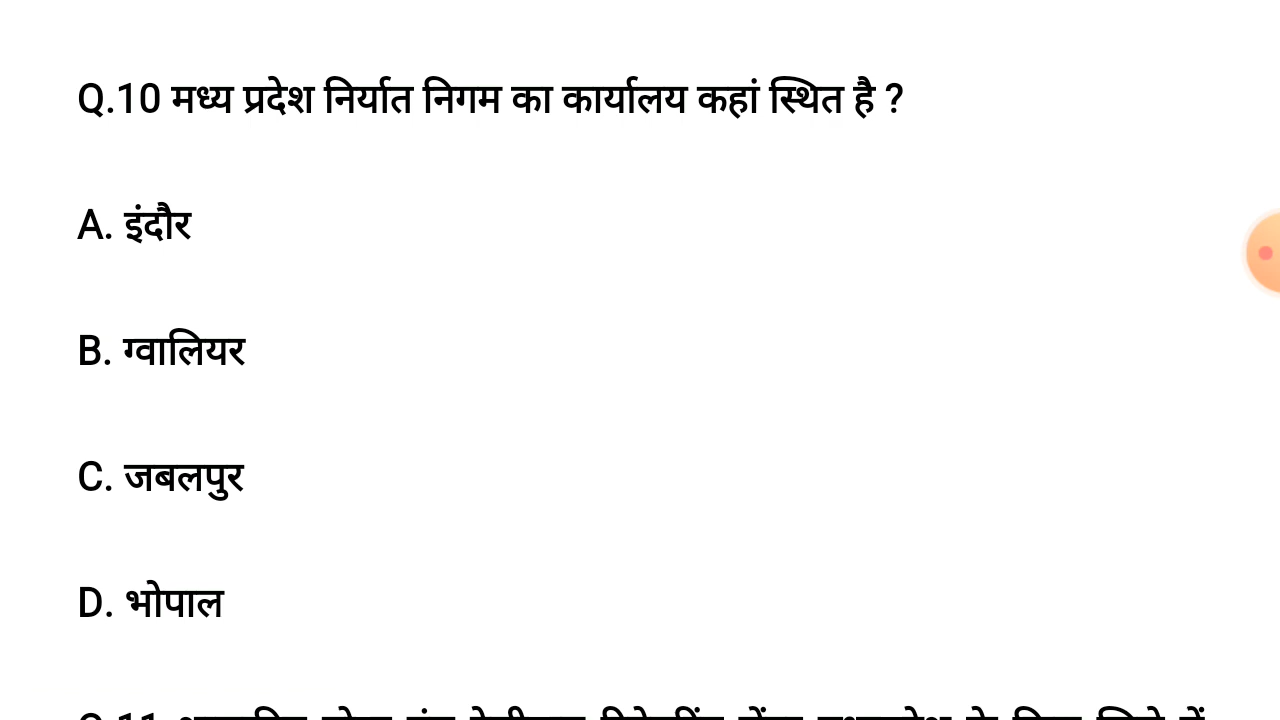 Q.10 मध्य प्रदेश निर्यात निगम का कार्यालय कहां स्थित है ?
A. इंदौर
B. ग्वालियर
C. जबलपुर
D. भोपाल